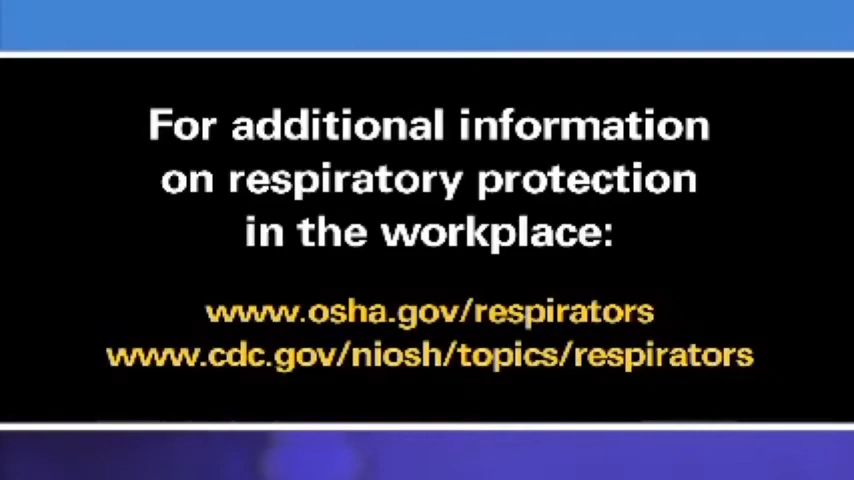 For additional information
on respiratory protection
in the workplace:
www.osha.gov/respirators
www.cdc.gov/niosh/topics/respirators